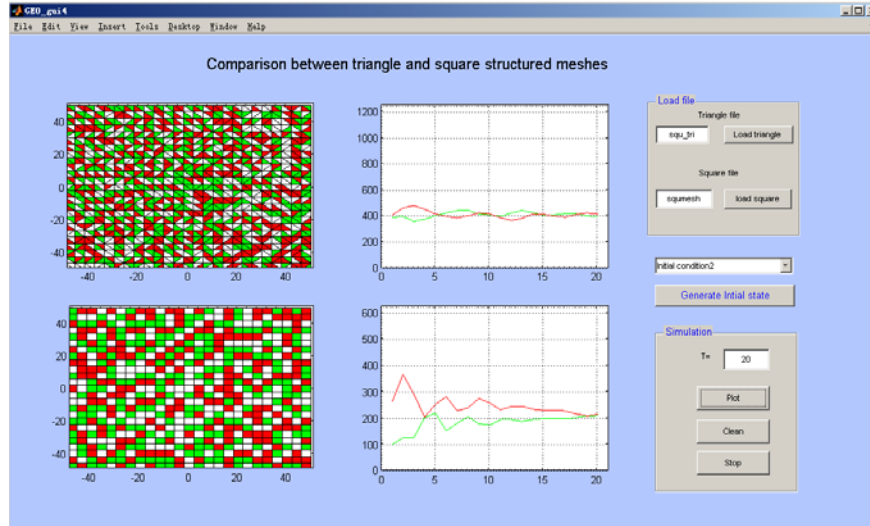 GEO_gui4
File Edit View Insert Tools Desktop Window Help
Comparison between triangle and square structured meshes
40
20
0
-20
-40
-40 -20 0 20 40
1200
1000
800
600
400
200
0
0 5 10 15 20
Load file
Triangle file
squ_tri Load triangle
Square file
squmesh load square
Initial condition2
Generate Intial state
40
20
0
-20
-40
-40 -20 0 20 40
600
500
400
300
200
100
0
0 5 10 15 20
Simulation
T= 20
Plot
Clean
Stop